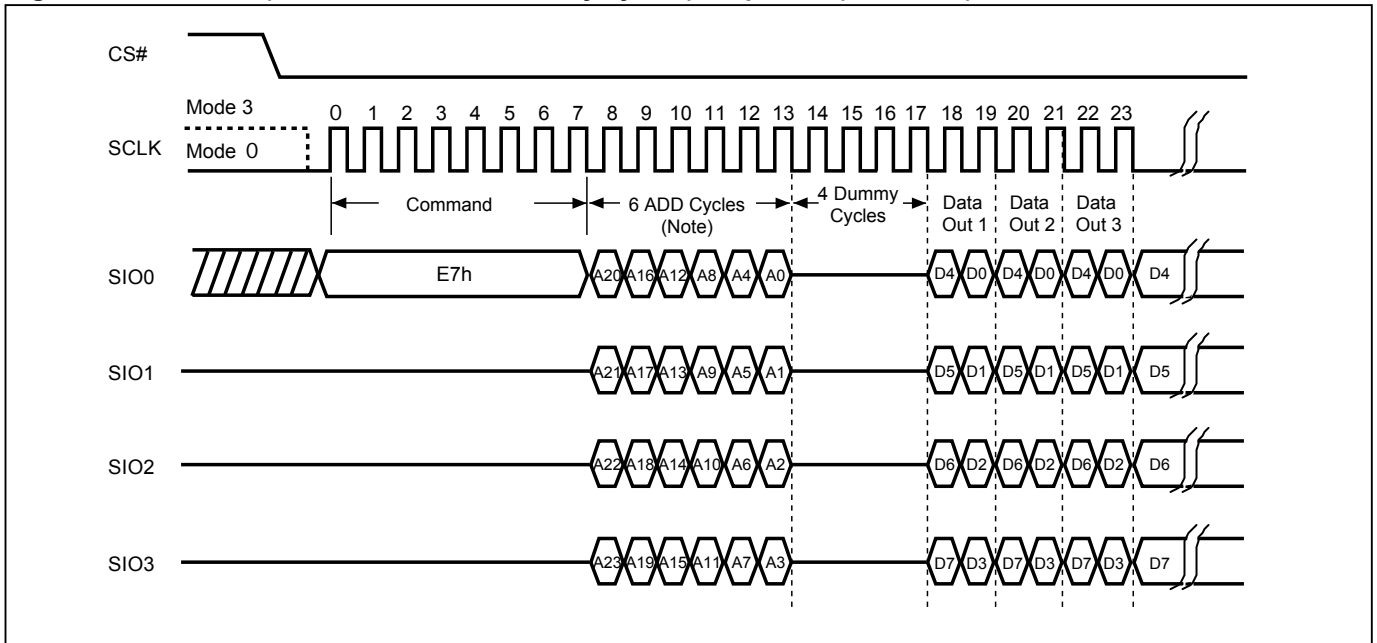 CS#
Mode 3
0 1 2 3 4 5 6 7 8 9 10 11 12 13 14 15 16 17 18 19 20 21 22 23
SCLK
Mode 0
Command
6 ADD Cycles
(Note)
4 Dummy
Cycles
Data
Out 1
Data
Out 2
Data
Out 3
SIO0
E7h
A20 A16 A12 A8 A4 A0
D4 D0 D4 D0 D4 D0 D4
SIO1
A21 A17 A13 A9 A5 A1
D5 D1 D5 D1 D5 D1 D5
SIO2
A22 A18 A14 A10 A6 A2
D6 D2 D6 D2 D6 D2 D6
SIO3
A23 A19 A15 A11 A7 A3
D7 D3 D7 D3 D7 D3 D7